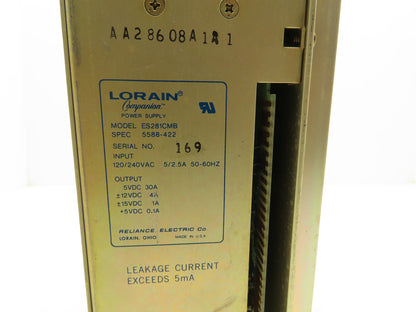 AA28608A1A1
LORAIN®
Companion™
POWER SUPPLY
MODEL ES281CMB
SPEC 5588-422
SERIAL NO. 169
INPUT
120/240VAC 5/2.5A 50-60HZ
OUTPUT
5VDC 30A
±12VDC 4A
±15VDC 1A
+5VDC 0.1A
RELIANCE ELECTRIC Co
LORAIN, OHIO MADE IN U.S.A.
LEAKAGE CURRENT
EXCEEDS 5mA